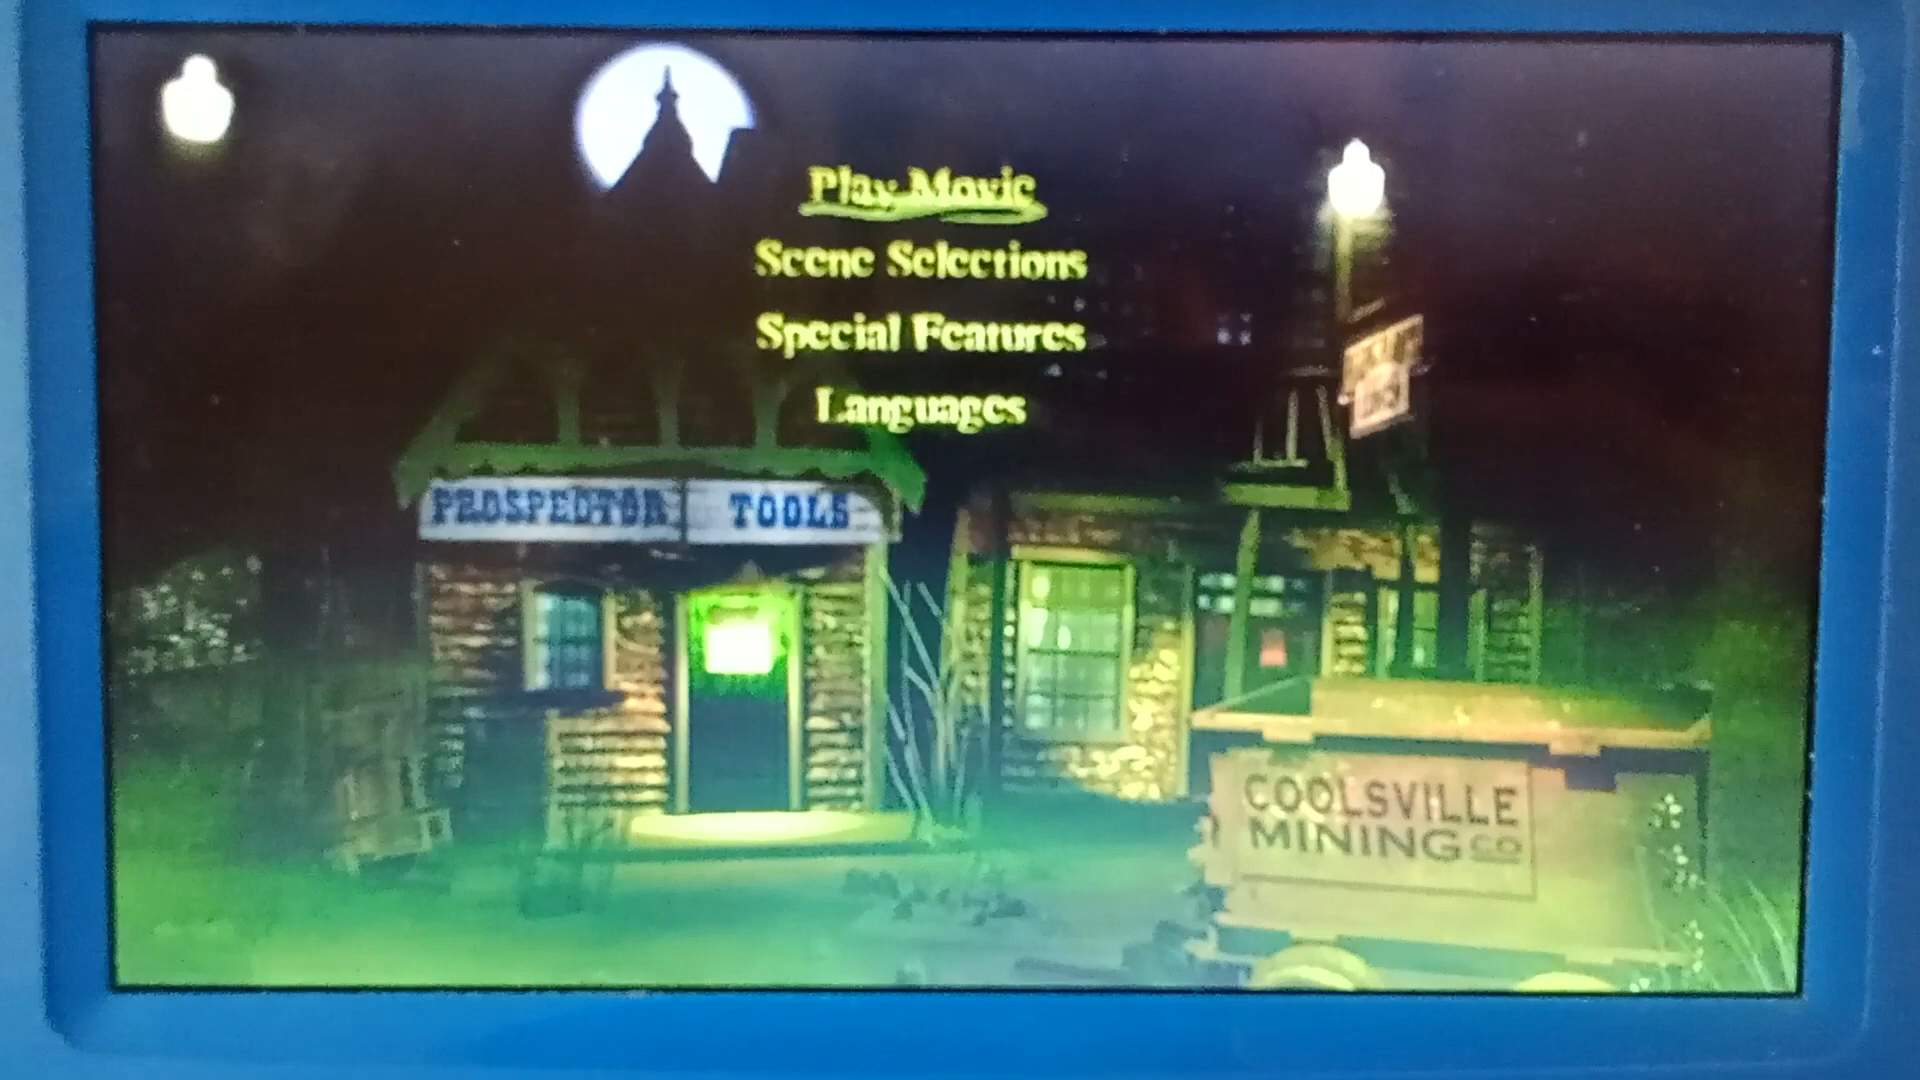 Play Movie
Scene Selections
Special Features
Languages
PROSPECTOR TOOLS
COOLSVILLE
MINING CO